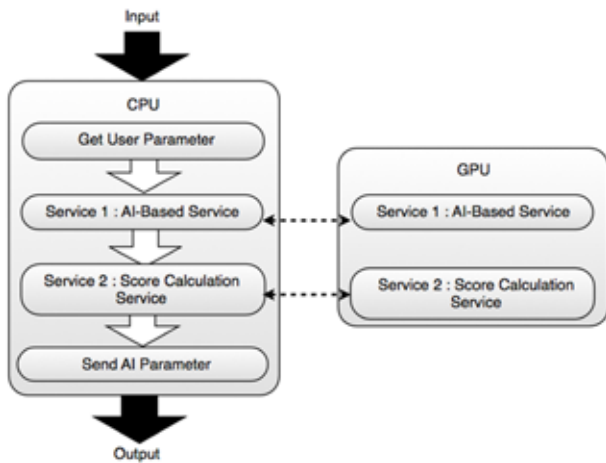 Input
CPU
Get User Parameter
Service 1 : AI-Based Service
Service 2 : Score Calculation
Service
Send AI Parameter
Output
GPU
Service 1 : AI-Based Service
Service 2 : Score Calculation
Service